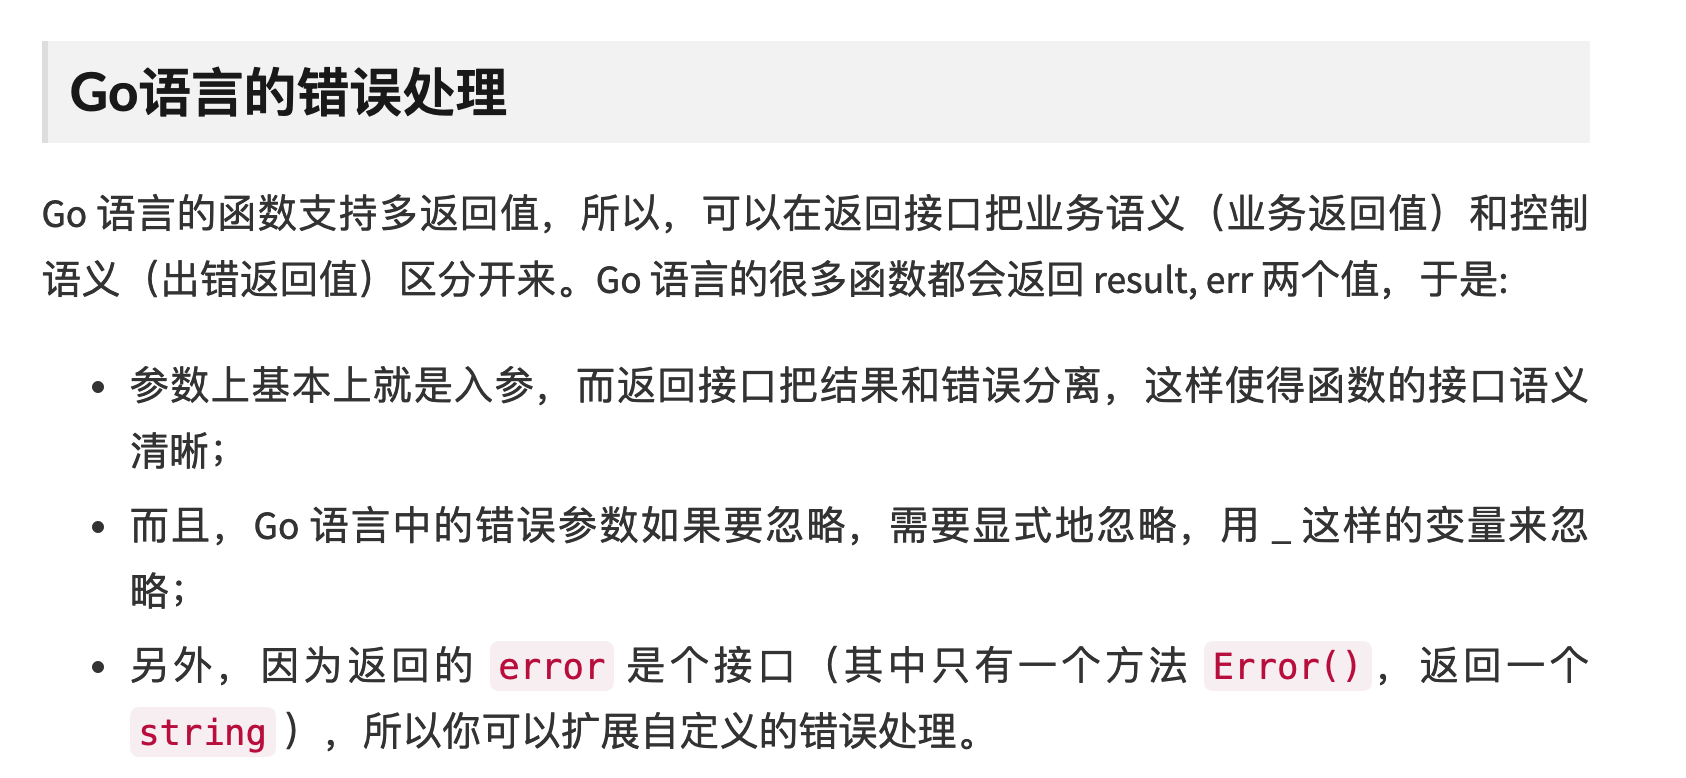 Go语言的错误处理
Go 语言的函数支持多返回值，所以，可以在返回接口把业务语义（业务返回值）和控制
语义（出错返回值）区分开来。Go 语言的很多函数都会返回 result, err 两个值，于是:
• 参数上基本上就是入参，而返回接口把结果和错误分离，这样使得函数的接口语义
清晰；
• 而且，Go 语言中的错误参数如果要忽略，需要显式地忽略，用 _ 这样的变量来忽
略；
• 另外，因为返回的 error 是个接口（其中只有一个方法 Error()，返回一个
string ），所以你可以扩展自定义的错误处理。